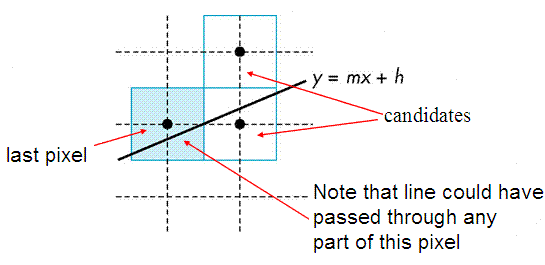 y = mx + h
candidates
last pixel
Note that line could have
passed through any
part of this pixel